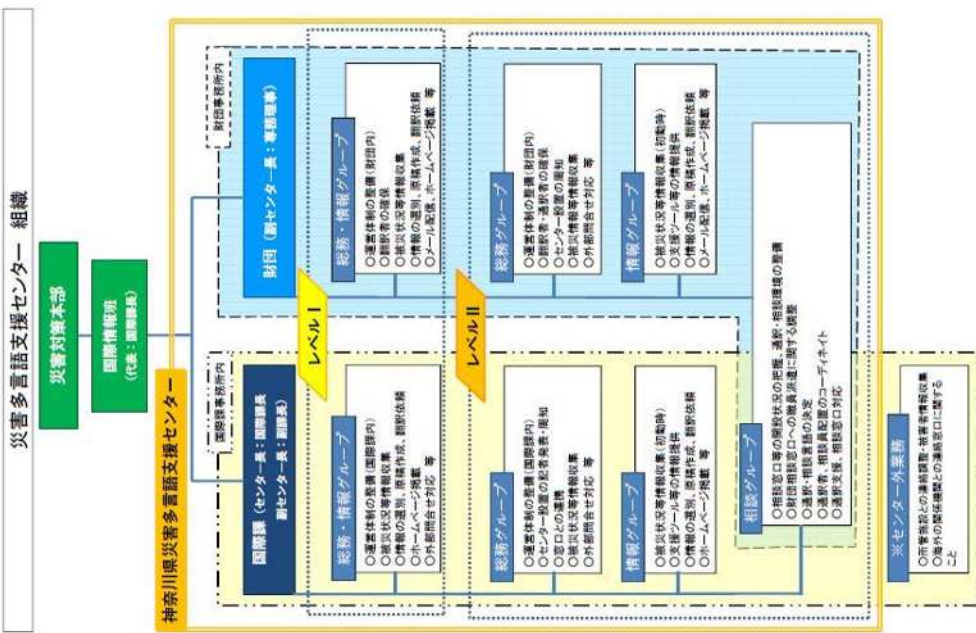 災害多言語支援センター 組織
災害対策本部
国際情報班
(代表:国際課長)
神奈川県災害多言語支援センター
国際課事務所内
国際課(センター長:国際課長
副センター長:副課長)
財団事務所内
財団(副センター長:専務理事)
レベルⅠ
総務・情報グループ
○運営体制の整備(国際課内)
○被災状況等情報収集
○情報の選別、原稿作成、翻訳依頼
○ホームページ掲載
○外部問合せ対応 等
総務・情報グループ
○運営体制の整備(財団内)
○翻訳者の確保
○被災状況等情報収集
○情報の選別、原稿作成、翻訳依頼
○メール配信、ホームページ掲載 等
レベルⅡ
総務グループ
○運営体制の整備(国際課内)
○センター設置の記者発表・周知
○窓口との連携
○被災状況等情報収集
○外部問合せ対応 等
総務グループ
○運営体制の整備(財団内)
○翻訳者・通訳者の確保
○センター設置の周知
○被災情報等情報収集
○外部問合せ対応 等
情報グループ
○被災状況等情報収集(初動時)
○支援ツール等の情報提供
○情報の選別、原稿作成、翻訳依頼
○ホームページ掲載 等
情報グループ
○被災状況等情報収集(初動時)
○支援ツール等の情報提供
○情報の選別、原稿作成、翻訳依頼
○メール配信、ホームページ掲載 等
相談グループ
○相談窓口等の開設状況の把握、通訳・相談環境の整備
○財団相談窓口への職員派遣に関する調整
○通訳・相談言語の決定
○通訳者、相談員配置のコーディネイト
○通訳支援、相談窓口対応
※センター外業務
○所管施設との連絡調整・被害者情報収集
○海外の関係機関との連絡窓口に関する
こと